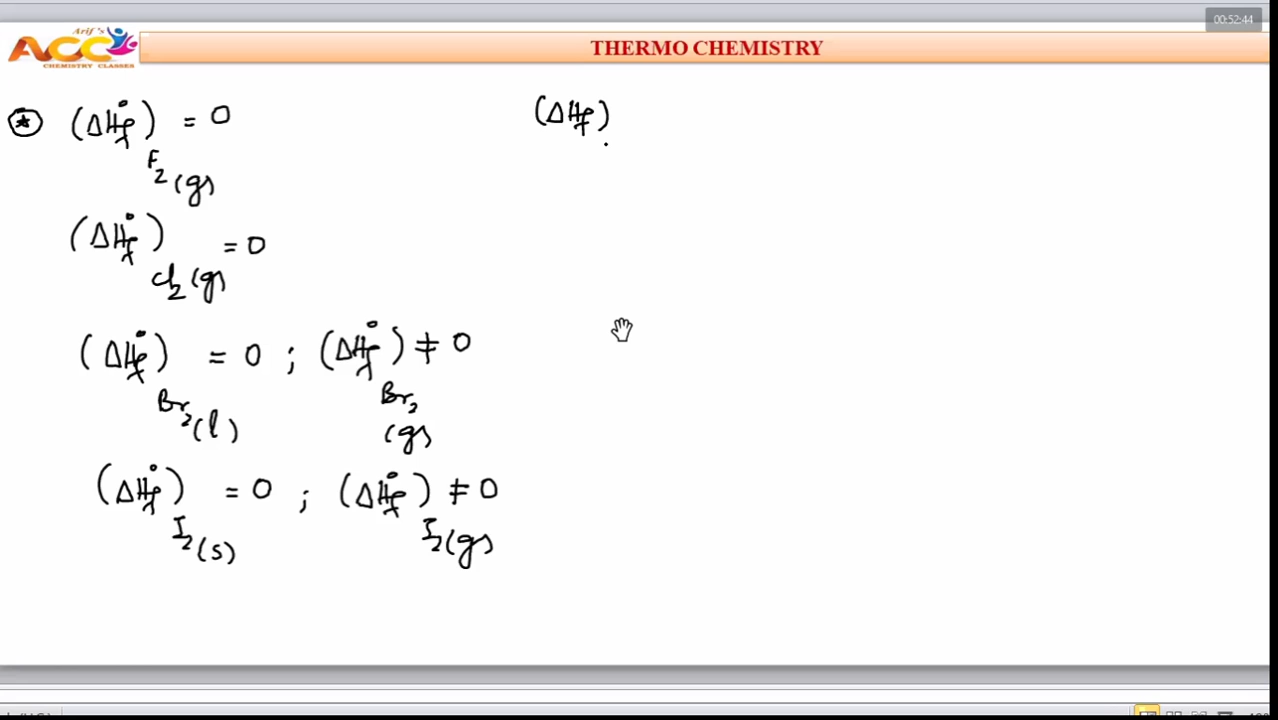 00:52:44
Arif's
ACC
CHEMISTRY CLASSES
THERMO CHEMISTRY
(ΔH°f) F2(g) = 0
(ΔHf)
(ΔH°f) Cl2(g) = 0
(ΔH°f) Br2(l) = 0 ; (ΔH°f) Br2(g) ≠ 0
(ΔH°f) I2(s) = 0 ; (ΔH°f) I2(g) ≠ 0